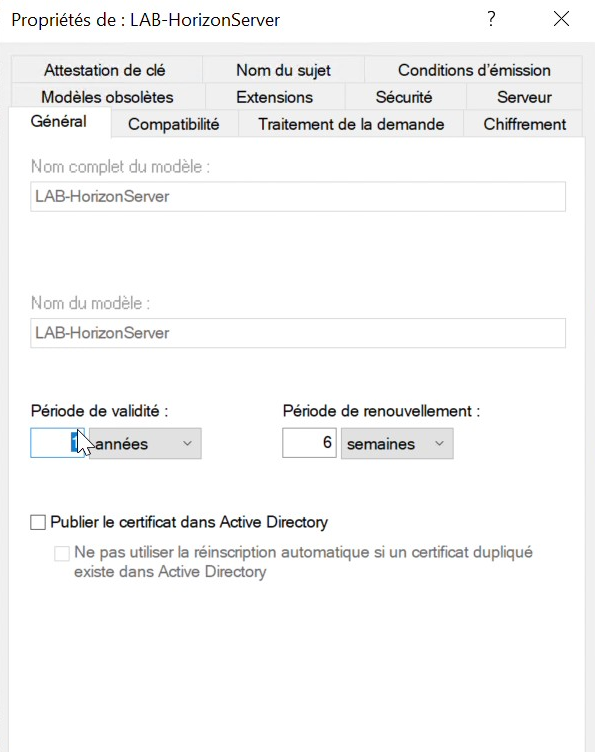 Propriétés de : LAB-HorizonServer ?
Attestation de clé Nom du sujet Conditions d'émission
Modèles obsolètes Extensions Sécurité Serveur
Général Compatibilité Traitement de la demande Chiffrement
Nom complet du modèle :
LAB-HorizonServer
Nom du modèle :
LAB-HorizonServer
Période de validité : Période de renouvellement :
1 années 6 semaines
Publier le certificat dans Active Directory
Ne pas utiliser la réinscription automatique si un certificat dupliqué
existe dans Active Directory